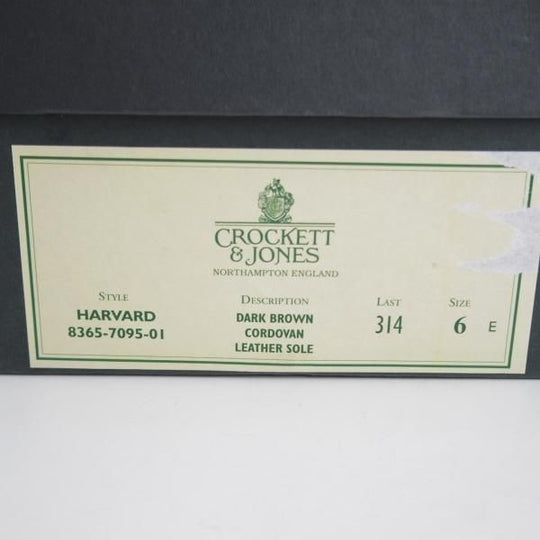 CROCKETT
& JONES
NORTHAMPTON ENGLAND
STYLE
HARVARD
8365-7095-01
DESCRIPTION
DARK BROWN
CORDOVAN
LEATHER SOLE
LAST
314
SIZE
6 E